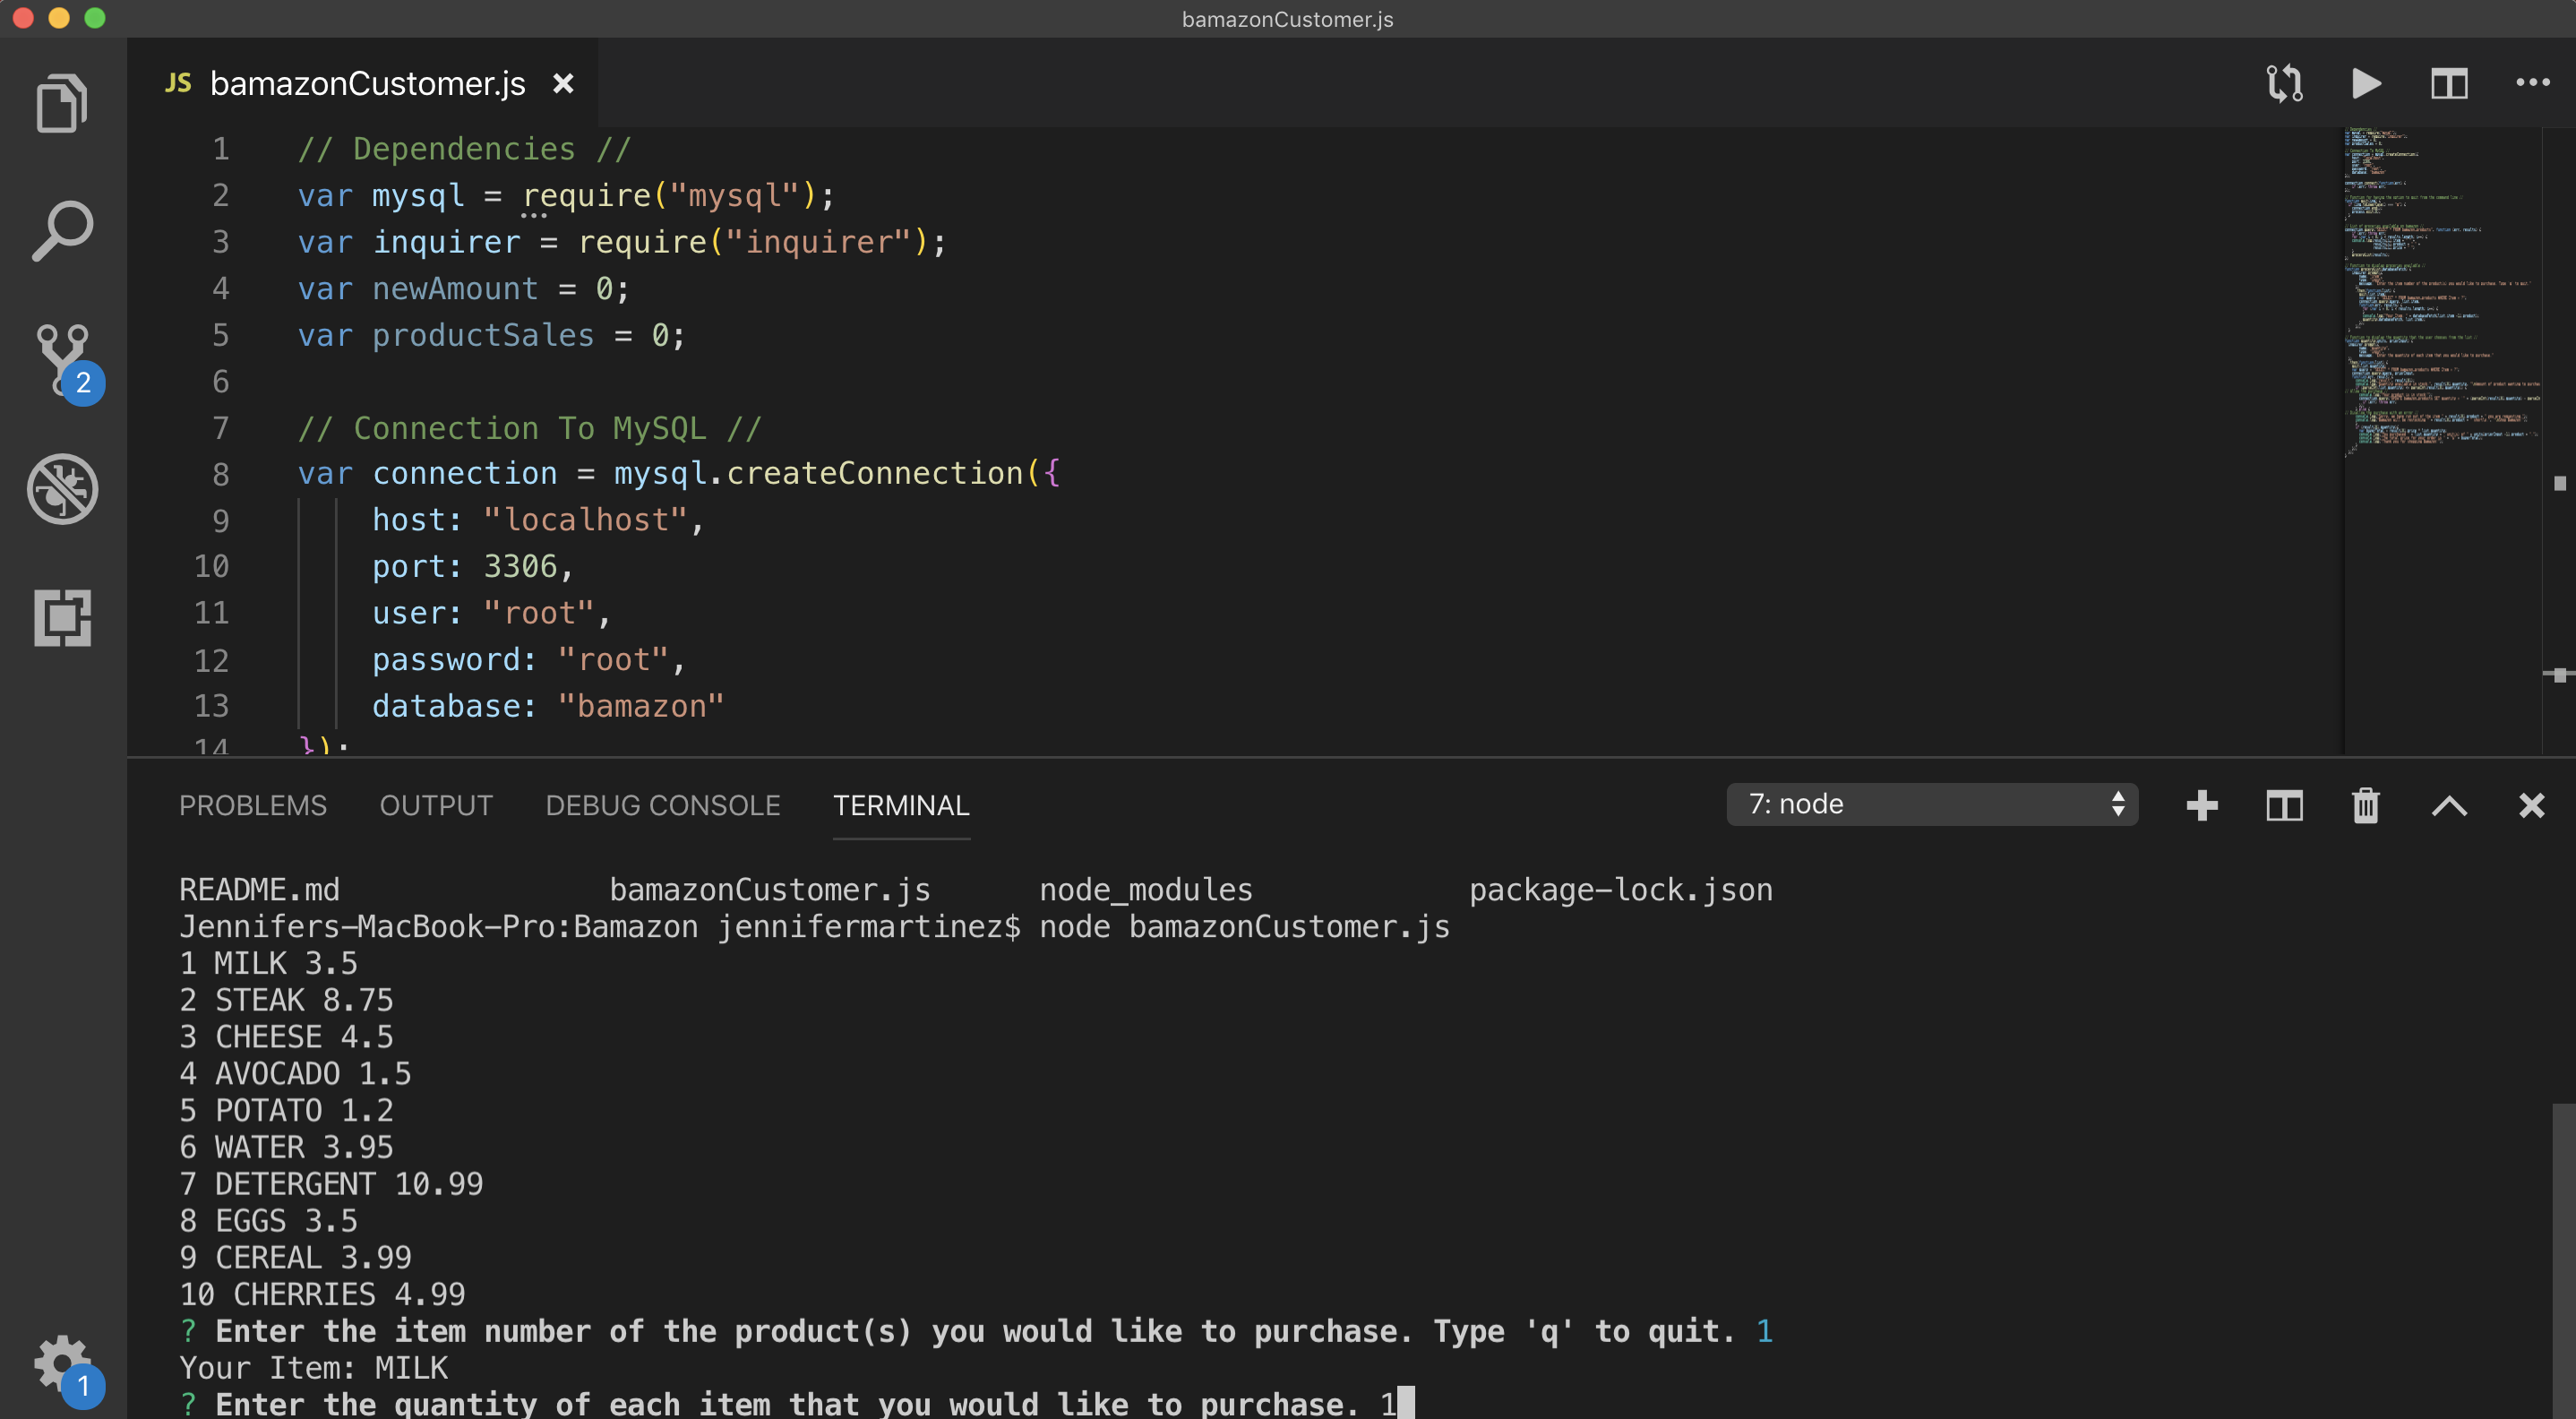 bamazonCustomer.js
JS bamazonCustomer.js
1 // Dependencies //
2 var mysql = require("mysql");
3 var inquirer = require("inquirer");
4 var newAmount = 0;
5 var productSales = 0;
6
7 // Connection To MySQL //
8 var connection = mysql.createConnection({
9 host: "localhost",
10 port: 3306,
11 user: "root",
12 password: "root",
13 database: "bamazon"
14 });
2
1
PROBLEMS OUTPUT DEBUG CONSOLE TERMINAL 7: node
README.md bamazonCustomer.js node_modules package-lock.json
Jennifers-MacBook-Pro:Bamazon jennifermartinez$ node bamazonCustomer.js
1 MILK 3.5
2 STEAK 8.75
3 CHEESE 4.5
4 AVOCADO 1.5
5 POTATO 1.2
6 WATER 3.95
7 DETERGENT 10.99
8 EGGS 3.5
9 CEREAL 3.99
10 CHERRIES 4.99
? Enter the item number of the product(s) you would like to purchase. Type 'q' to quit. 1
Your Item: MILK
? Enter the quantity of each item that you would like to purchase. 1